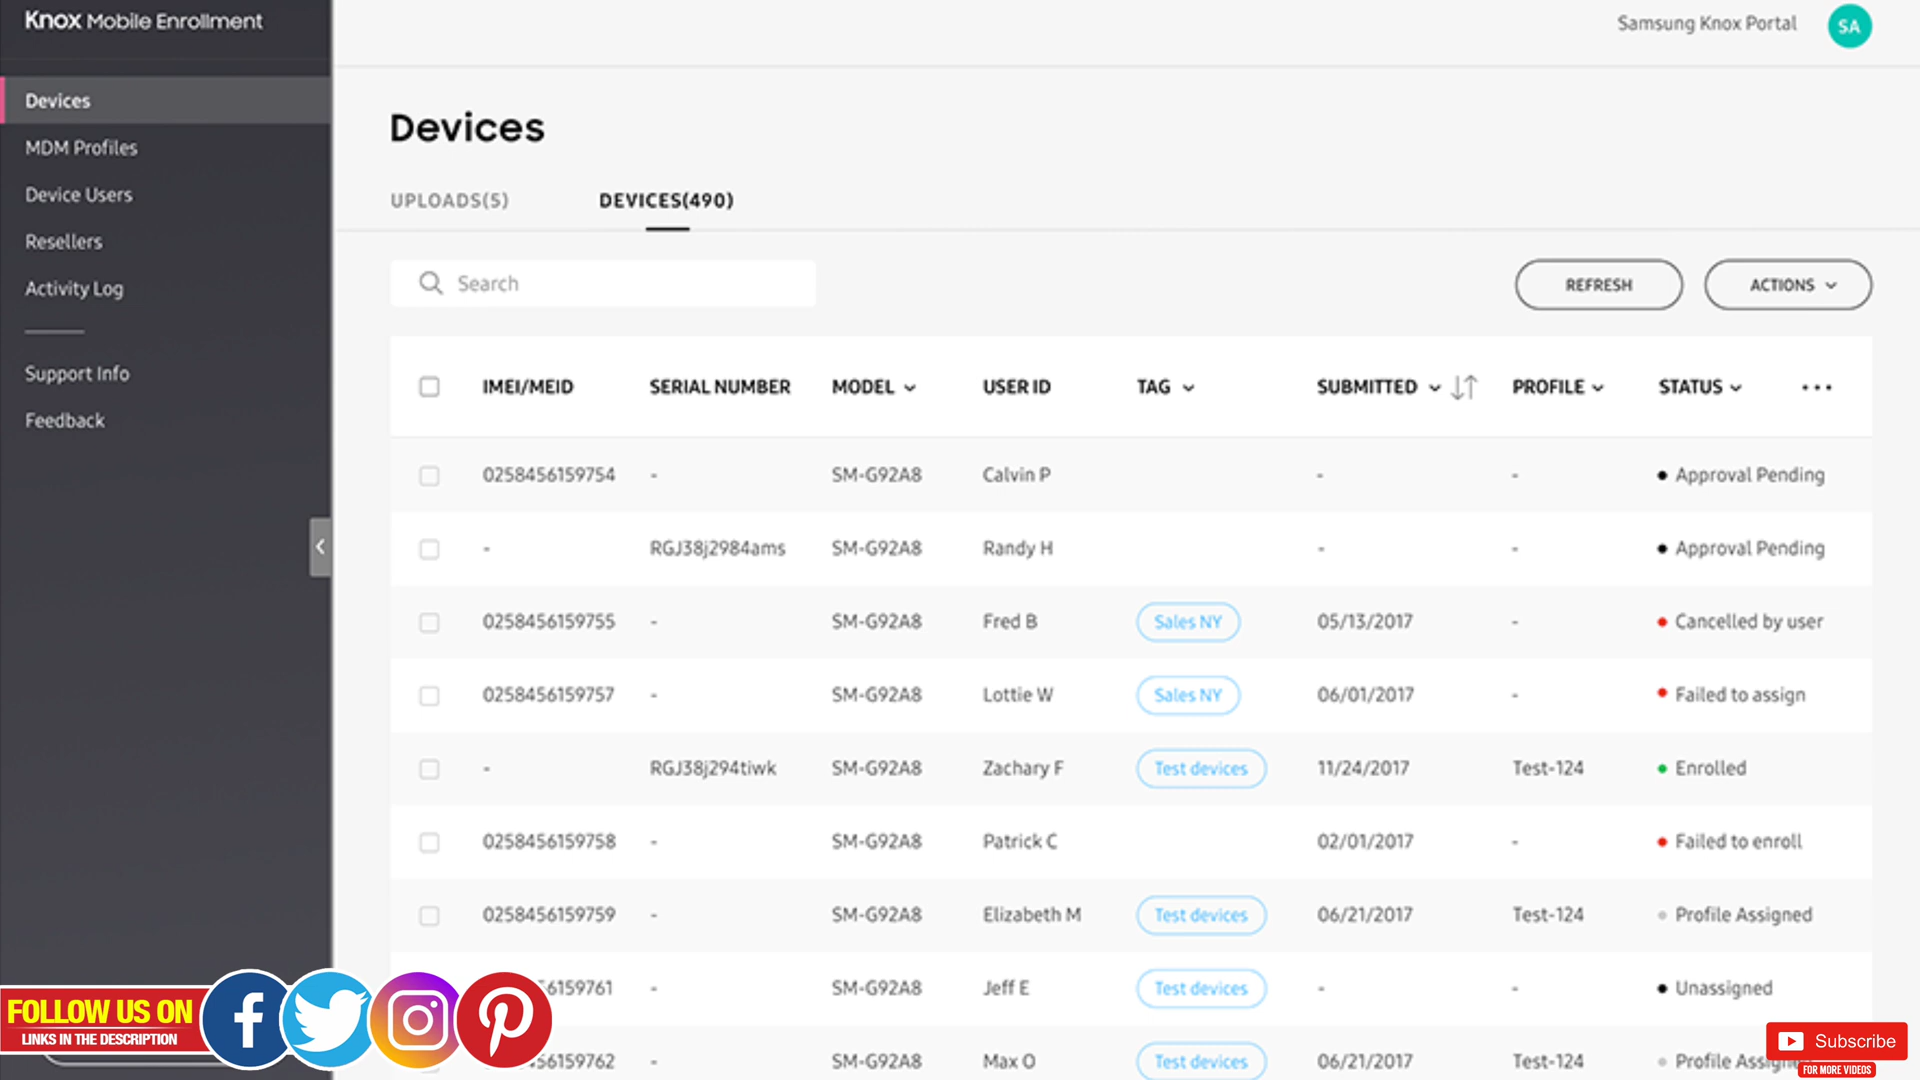 Knox Mobile Enrollment
Samsung Knox Portal
SA
Devices
MDM Profiles
Device Users
Resellers
Activity Log
Support Info
Feedback
Devices
UPLOADS(5)
DEVICES(490)
Search
REFRESH
ACTIONS
IMEI/MEID SERIAL NUMBER MODEL USER ID TAG SUBMITTED PROFILE STATUS
0258456159754 - SM-G92A8 Calvin P - - Approval Pending
- RGJ38j2984ams SM-G92A8 Randy H - - Approval Pending
0258456159755 - SM-G92A8 Fred B Sales NY 05/13/2017 - Cancelled by user
0258456159757 - SM-G92A8 Lottie W Sales NY 06/01/2017 - Failed to assign
- RGJ38j294tiwk SM-G92A8 Zachary F Test devices 11/24/2017 Test-124 Enrolled
0258456159758 - SM-G92A8 Patrick C 02/01/2017 - Failed to enroll
0258456159759 - SM-G92A8 Elizabeth M Test devices 06/21/2017 Test-124 Profile Assigned
6159761 - SM-G92A8 Jeff E Test devices - - Unassigned
56159762 - SM-G92A8 Max O Test devices 06/21/2017 Test-124 Profile
FOLLOW US ON
LINKS IN THE DESCRIPTION
Subscribe
FOR MORE VIDEOS